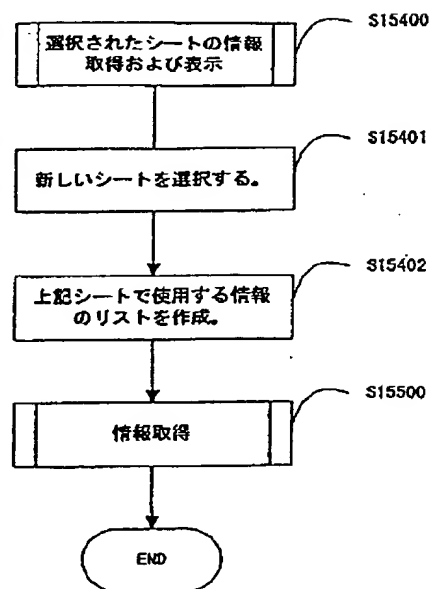 S15400
選択されたシートの情報
取得および表示
S15401
新しいシートを選択する。
S15402
上記シートで使用する情報
のリストを作成。
S15500
情報取得
END